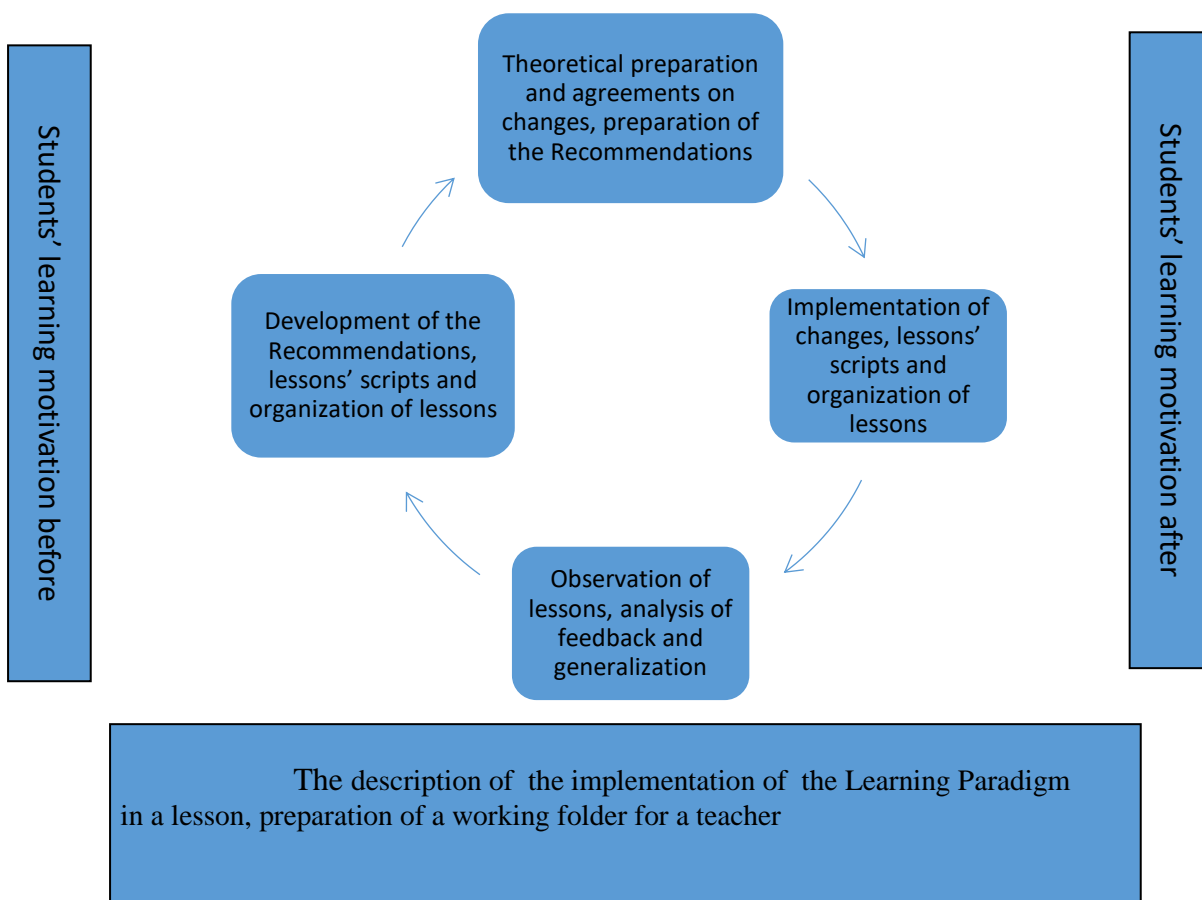 Students’ learning motivation before
Theoretical preparation
and agreements on
changes, preparation of
the Recommendations
Implementation of
changes, lessons’
scripts and
organization of
lessons
Observation of
lessons, analysis of
feedback and
generalization
Development of the
Recommendations,
lessons’ scripts and
organization of lessons
Students’ learning motivation after
The description of the implementation of the Learning Paradigm
in a lesson, preparation of a working folder for a teacher